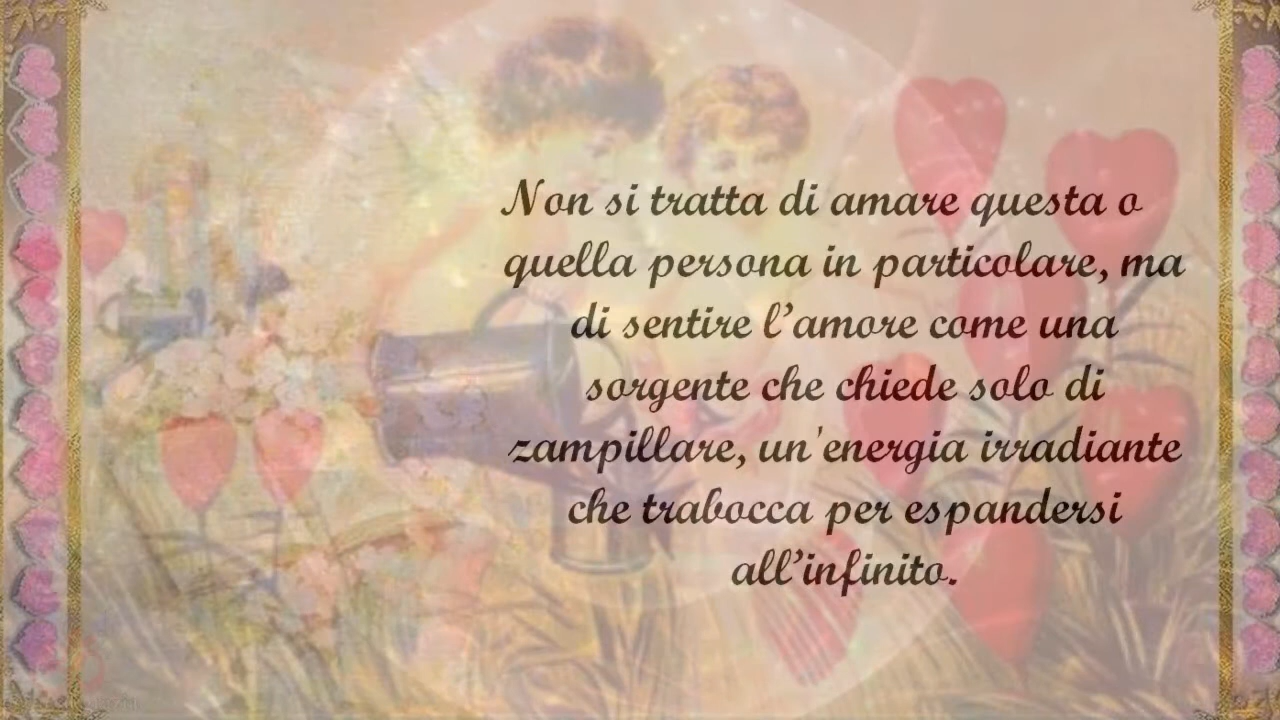 Non si tratta di amare questa o
quella persona in particolare, ma
di sentire l’amore come una
sorgente che chiede solo di
zampillare, un'energia irradiante
che trabocca per espandersi
all’infinito.